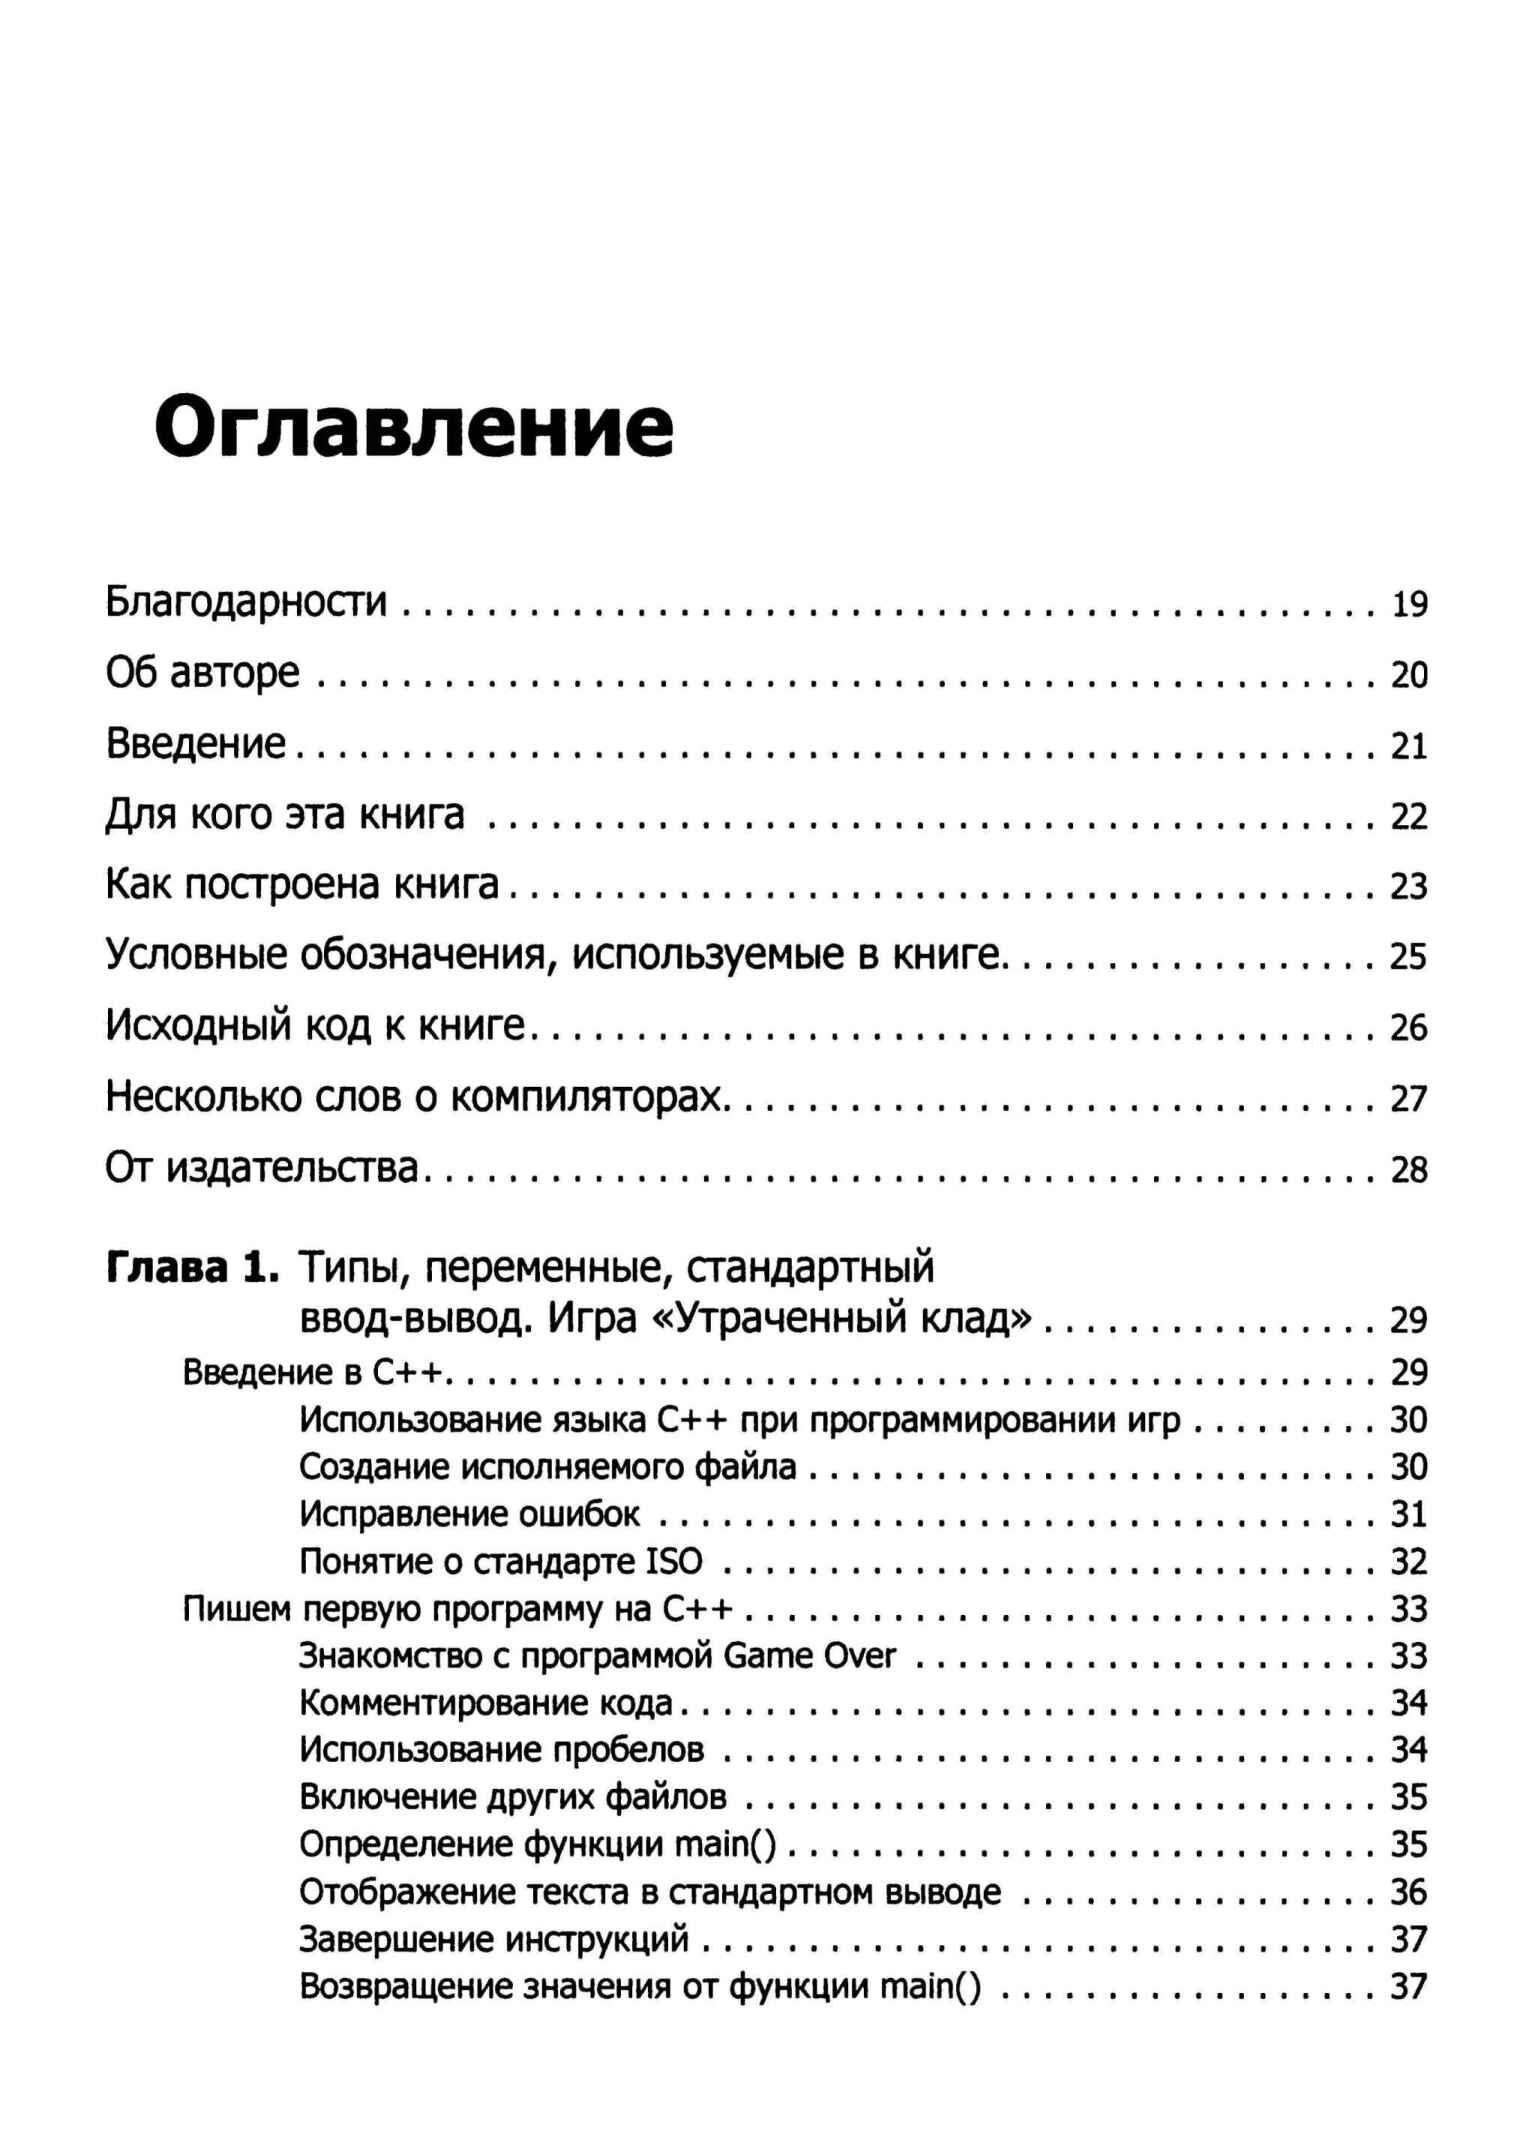 Оглавление
Благодарности . . . . . . . . . . . . . . . . . . . . . . . . . . . . . . . . . . . . . . . . . . . . . . 19
Об авторе . . . . . . . . . . . . . . . . . . . . . . . . . . . . . . . . . . . . . . . . . . . . . . . . . . 20
Введение . . . . . . . . . . . . . . . . . . . . . . . . . . . . . . . . . . . . . . . . . . . . . . . . . . . 21
Для кого эта книга . . . . . . . . . . . . . . . . . . . . . . . . . . . . . . . . . . . . . . . . . . 22
Как построена книга . . . . . . . . . . . . . . . . . . . . . . . . . . . . . . . . . . . . . . . . . 23
Условные обозначения, используемые в книге. . . . . . . . . . . . . . . . . . 25
Исходный код к книге. . . . . . . . . . . . . . . . . . . . . . . . . . . . . . . . . . . . . . . . 26
Несколько слов о компиляторах. . . . . . . . . . . . . . . . . . . . . . . . . . . . . . . 27
От издательства. . . . . . . . . . . . . . . . . . . . . . . . . . . . . . . . . . . . . . . . . . . . . 28
Глава 1. Типы, переменные, стандартный
ввод-вывод. Игра «Утраченный клад» . . . . . . . . . . . . . . . . 29
Введение в C++. . . . . . . . . . . . . . . . . . . . . . . . . . . . . . . . . . . . . . . . . . . . 29
Использование языка C++ при программировании игр . . . . . . . . . 30
Создание исполняемого файла . . . . . . . . . . . . . . . . . . . . . . . . . . . 30
Исправление ошибок . . . . . . . . . . . . . . . . . . . . . . . . . . . . . . . . . . 31
Понятие о стандарте ISO . . . . . . . . . . . . . . . . . . . . . . . . . . . . . . . 32
Пишем первую программу на C++ . . . . . . . . . . . . . . . . . . . . . . . . . . . . . . 33
Знакомство с программой Game Over . . . . . . . . . . . . . . . . . . . . . . 33
Комментирование кода . . . . . . . . . . . . . . . . . . . . . . . . . . . . . . . . . 34
Использование пробелов . . . . . . . . . . . . . . . . . . . . . . . . . . . . . . . 34
Включение других файлов . . . . . . . . . . . . . . . . . . . . . . . . . . . . . . 35
Определение функции main() . . . . . . . . . . . . . . . . . . . . . . . . . . . . 35
Отображение текста в стандартном выводе . . . . . . . . . . . . . . . . . 36
Завершение инструкций . . . . . . . . . . . . . . . . . . . . . . . . . . . . . . . . 37
Возвращение значения от функции main() . . . . . . . . . . . . . . . . . . 37